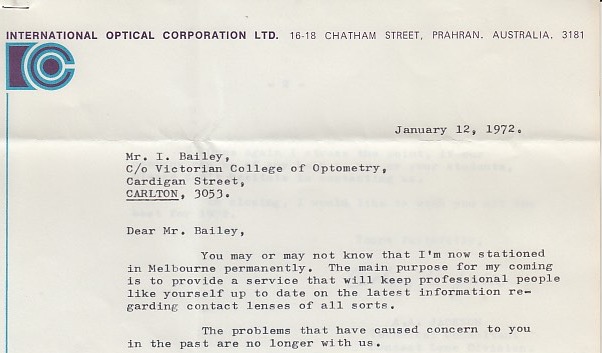 INTERNATIONAL OPTICAL CORPORATION LTD. 16-18 CHATHAM STREET, PRAHRAN. AUSTRALIA. 3181
January 12, 1972.
Mr. I. Bailey,
C/o Victorian College of Optometry,
Cardigan Street,
CARLTON, 3053.
Dear Mr. Bailey,
You may or may not know that I'm now stationed
in Melbourne permanently. The main purpose for my coming
is to provide a service that will keep professional people
like yourself up to date on the latest information re-
garding contact lenses of all sorts.
The problems that have caused concern to you
in the past are no longer with us.